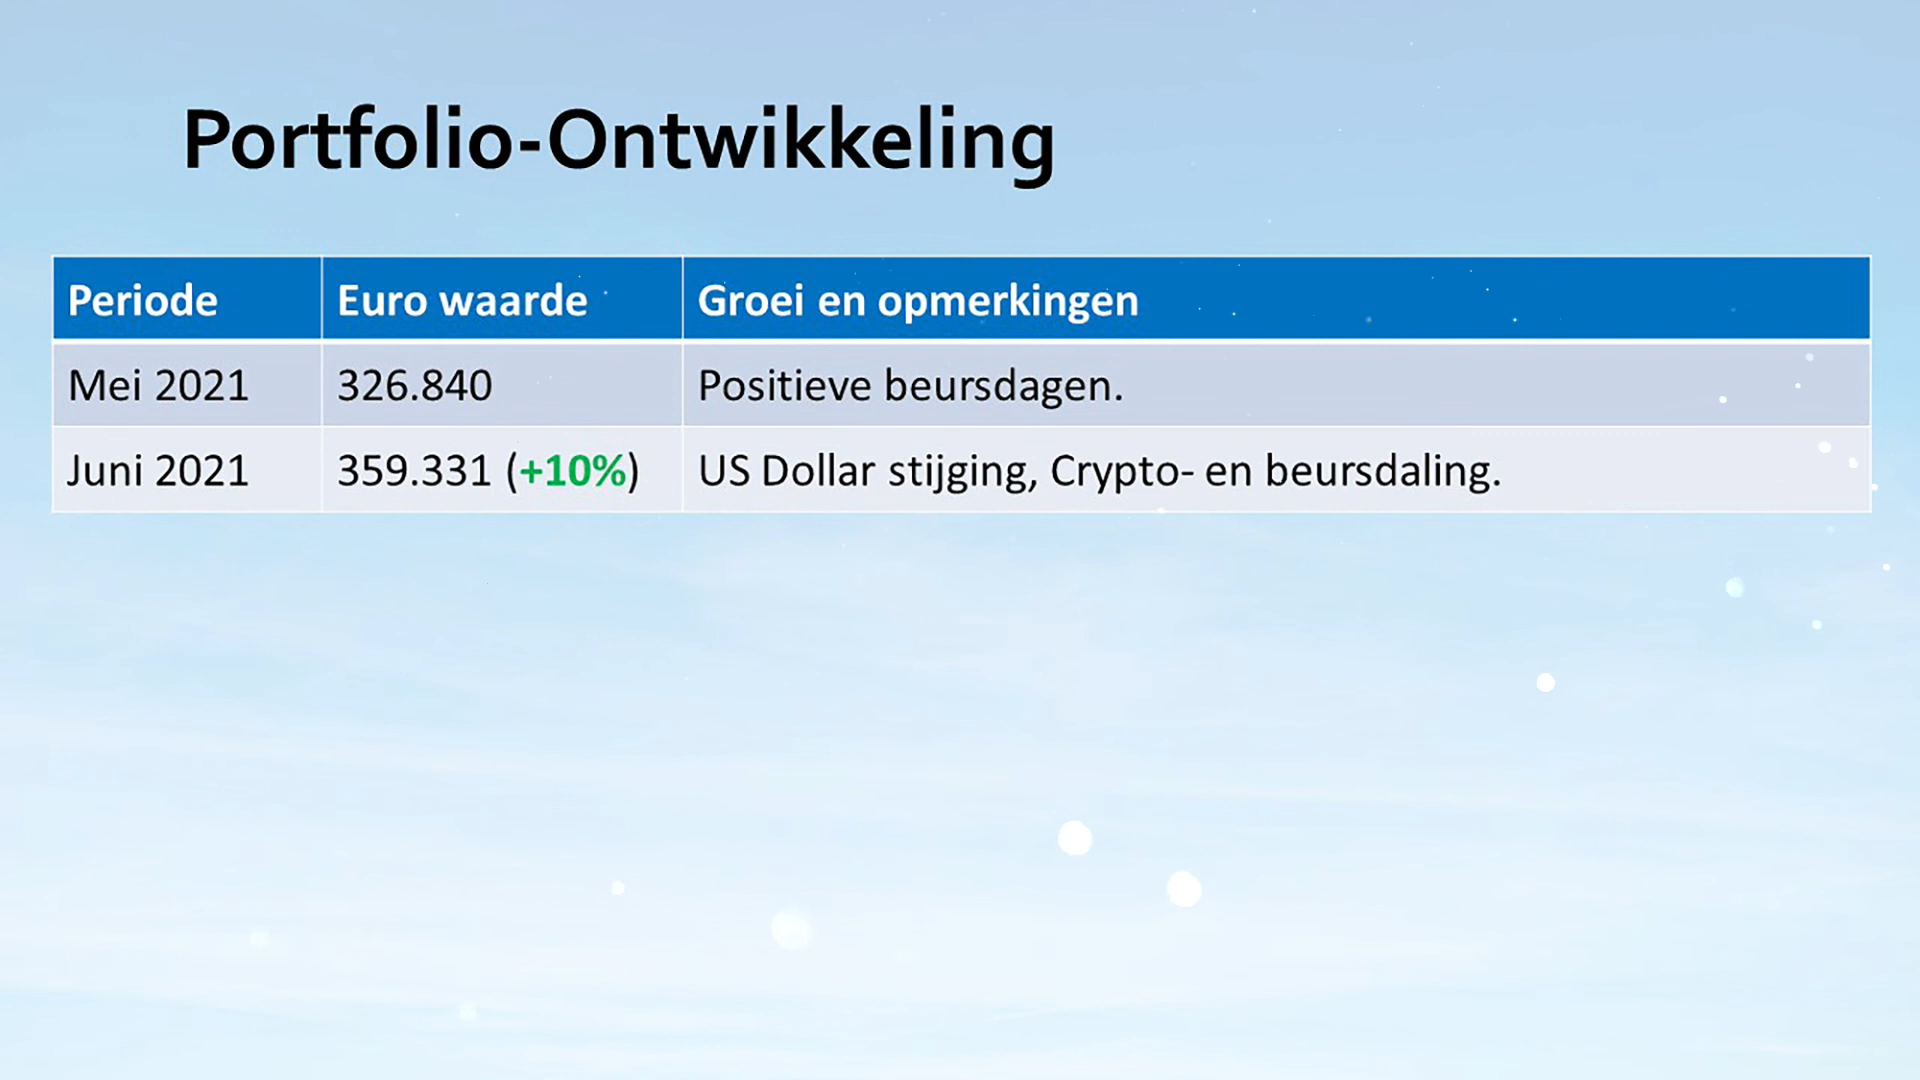 Portfolio-Ontwikkeling
Periode Euro waarde Groei en opmerkingen
Mei 2021 326.840 Positieve beursdagen.
Juni 2021 359.331 (+10%) US Dollar stijging, Crypto- en beursdaling.